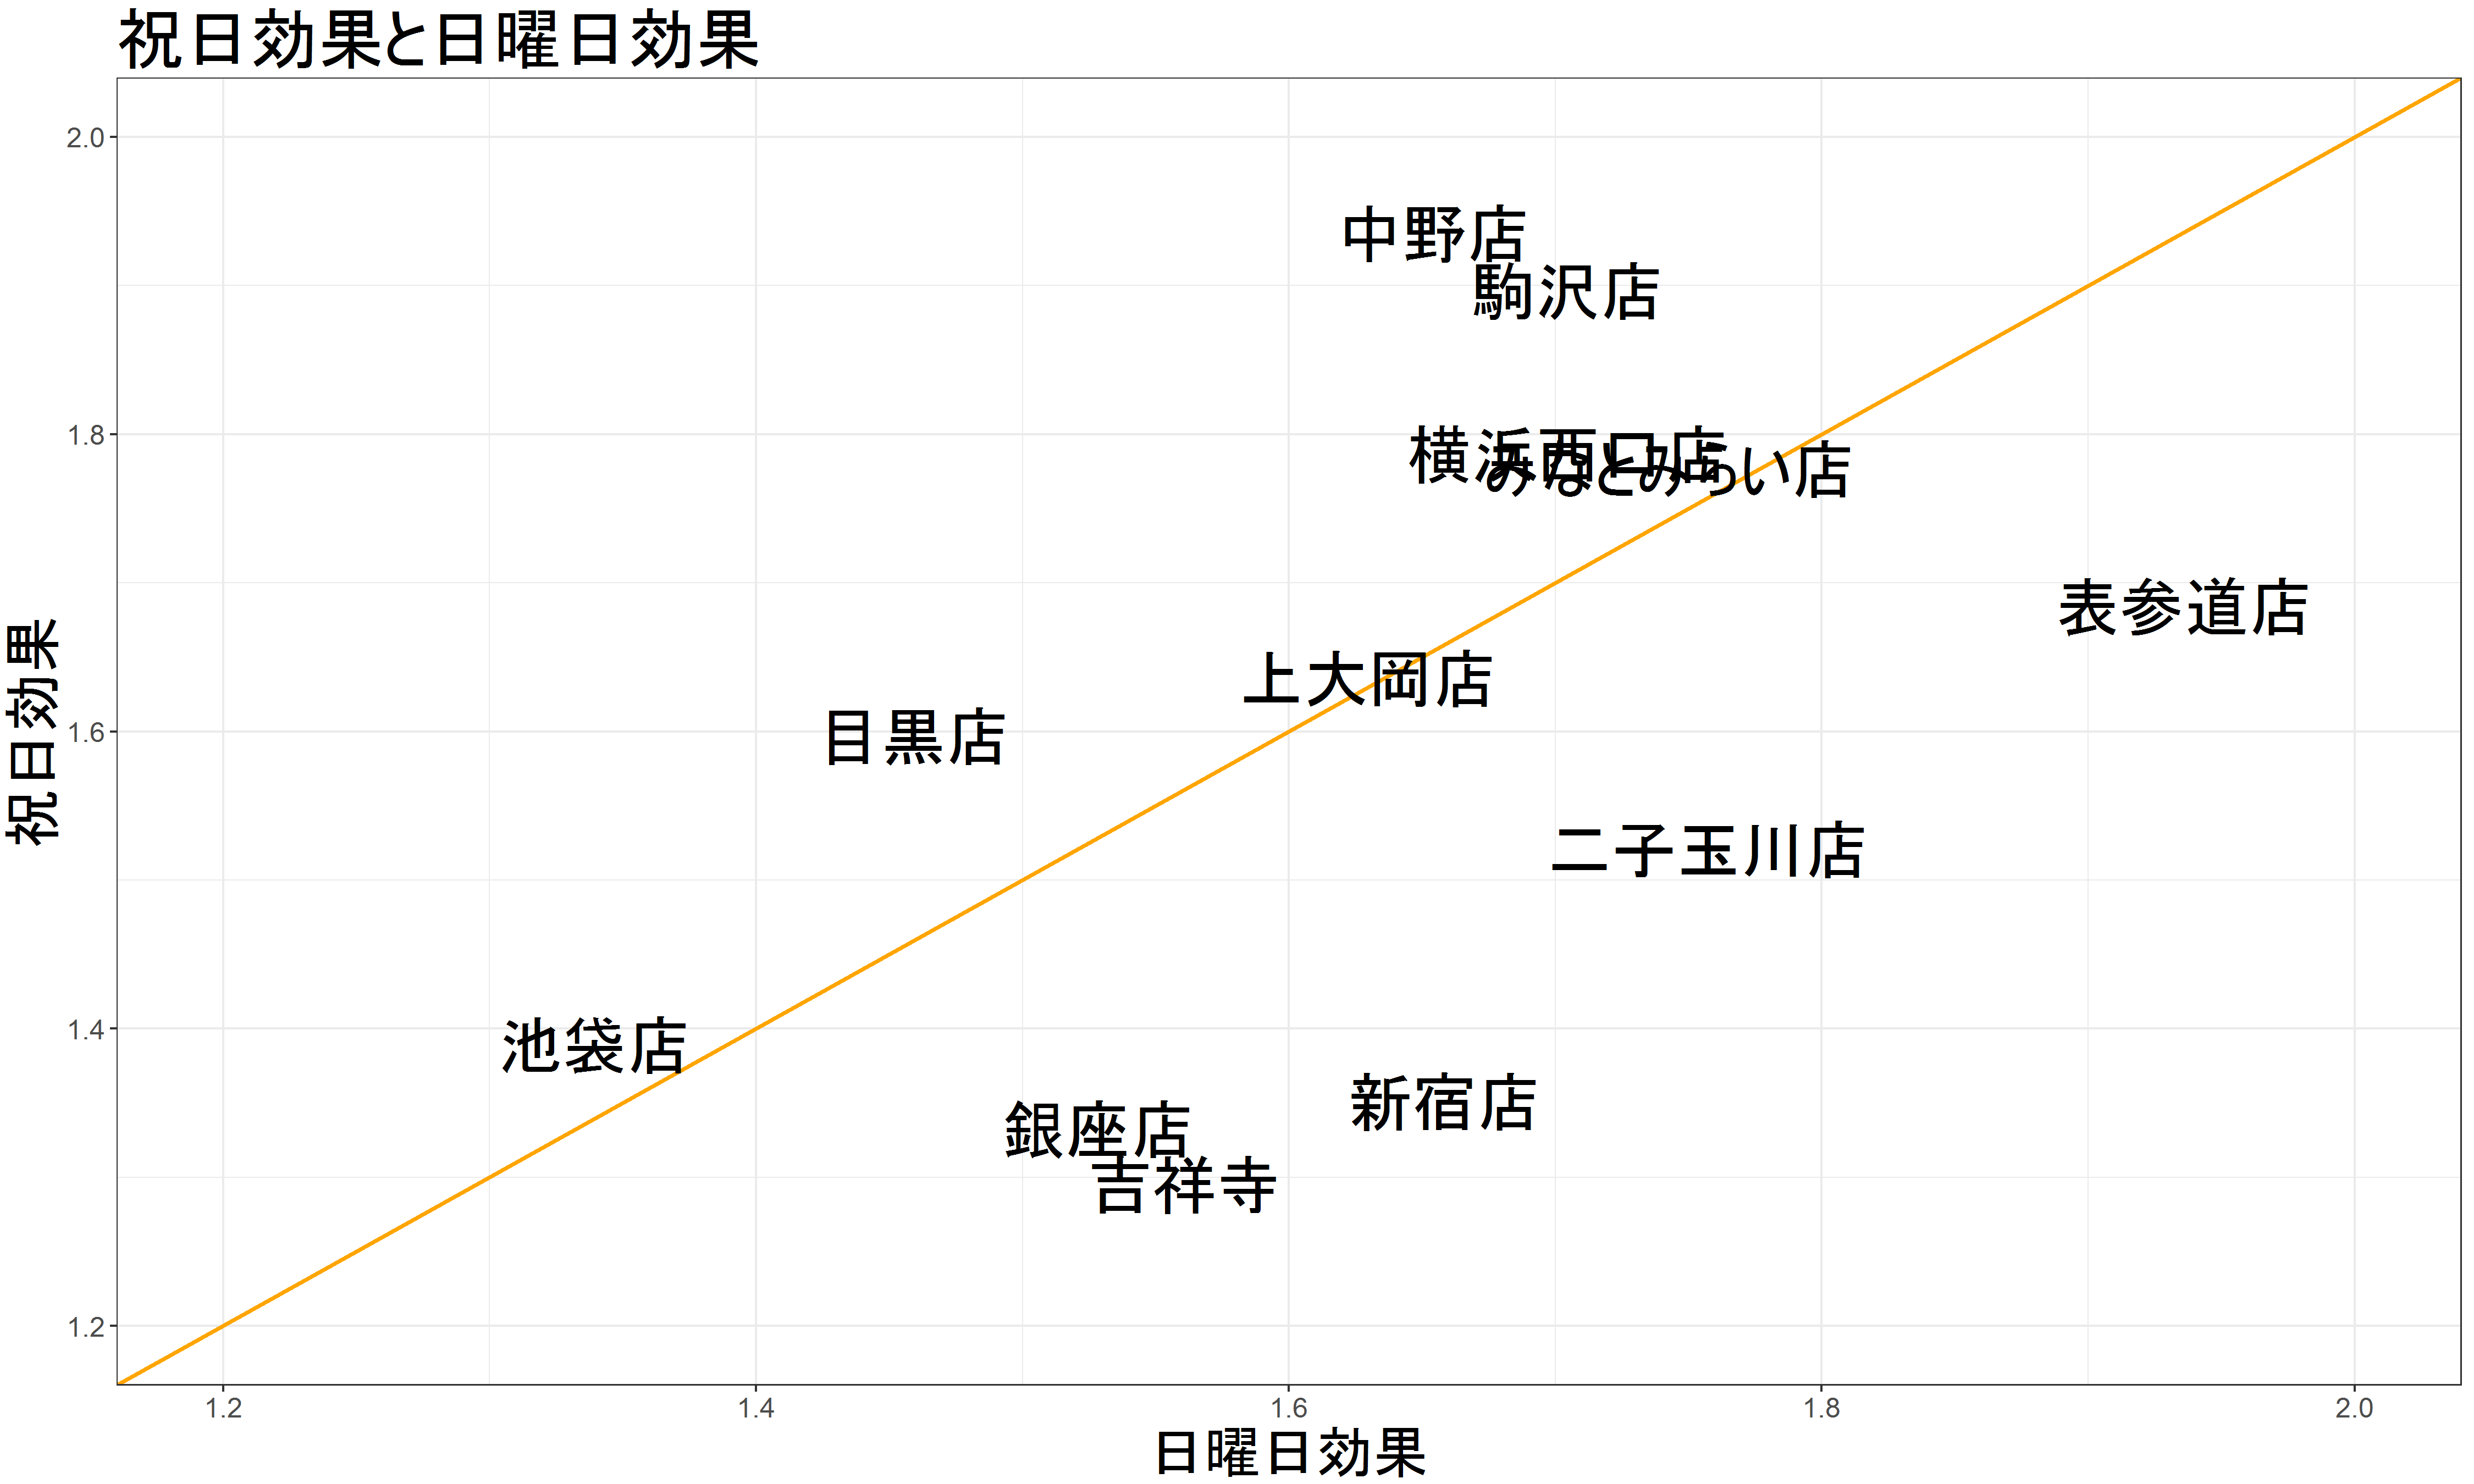 祝日効果と日曜日効果
2.0
中野店
駒沢店
1.8
横浜西口店
みなとみらい店
表参道店
上大岡店
目黒店
1.6
祝日効果
二子玉川店
1.4
池袋店
新宿店
銀座店
吉祥寺
1.2
1.2 1.4 1.6 1.8 2.0
日曜日効果